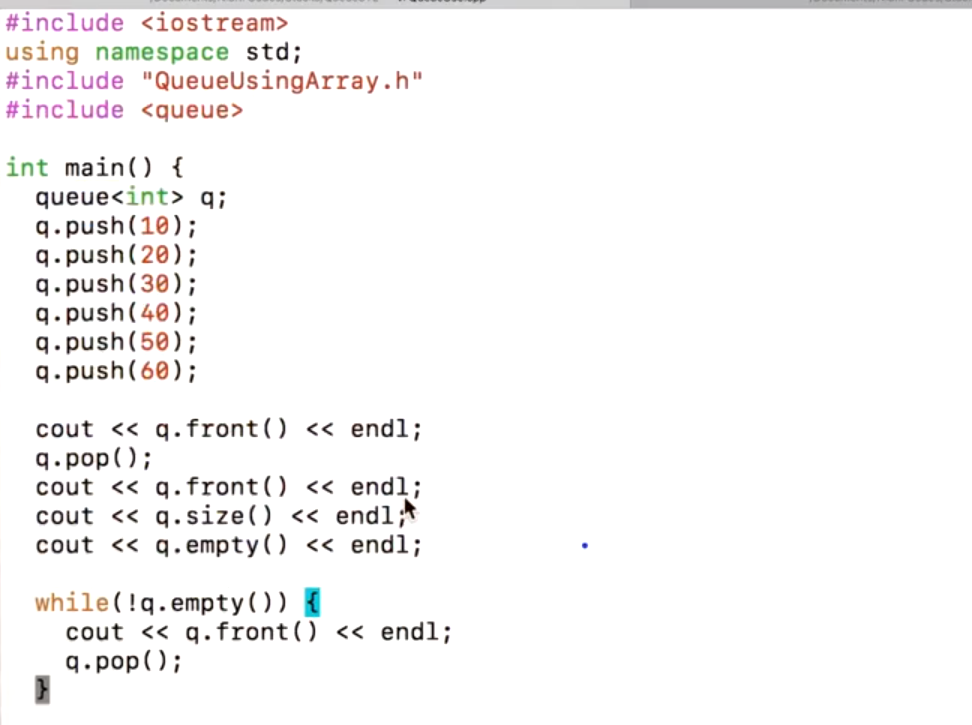 #include <iostream>
using namespace std;
#include "QueueUsingArray.h"
#include <queue>
int main() {
queue<int> q;
q.push(10);
q.push(20);
q.push(30);
q.push(40);
q.push(50);
q.push(60);
cout << q.front() << endl;
q.pop();
cout << q.front() << endl;
cout << q.size() << endl;
cout << q.empty() << endl;
while(!q.empty()) {
cout << q.front() << endl;
q.pop();
}